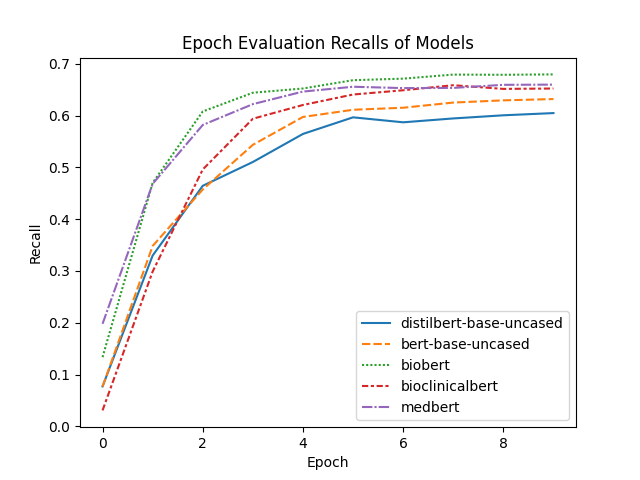 Epoch Evaluation Recalls of Models
0.7
0.6
0.5
0.4
0.3
0.2
0.1
0.0
Recall
distilbert-base-uncased
bert-base-uncased
biobert
bioclinicalbert
medbert
0 2 4 6 8
Epoch